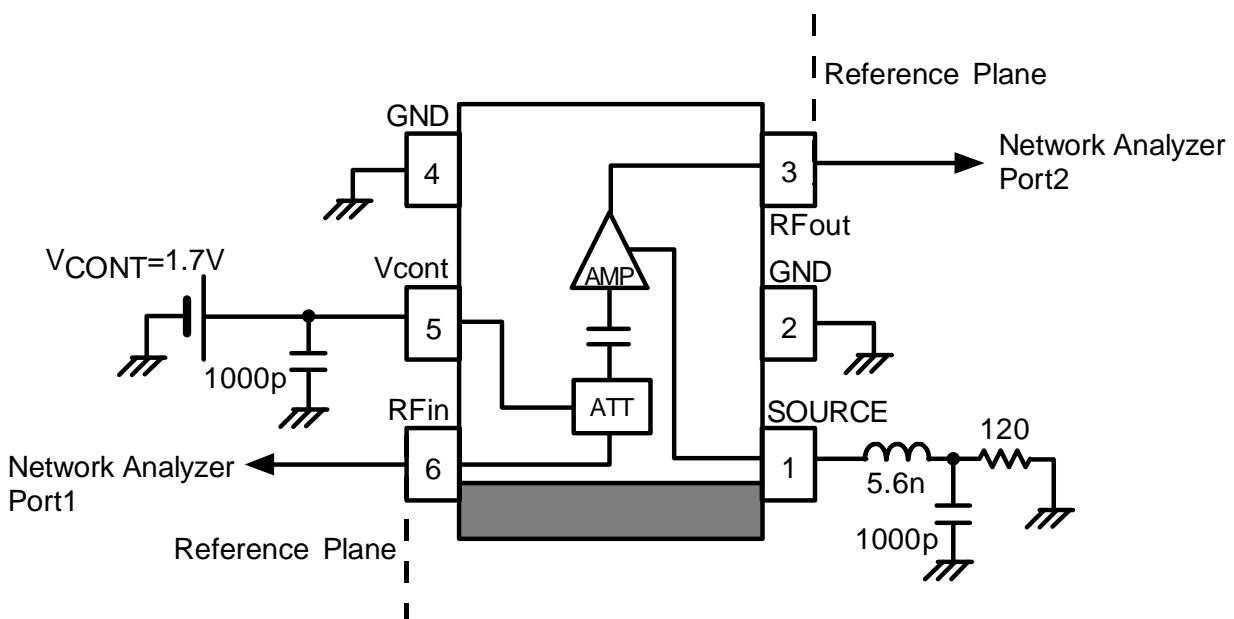 Reference Plane
GND
4
3
Network Analyzer
Port2
RFout
VCONT=1.7V
Vcont
AMP
GND
5
2
1000p
RFin
ATT
SOURCE
120
Network Analyzer
Port1
6
1
5.6n
1000p
Reference Plane